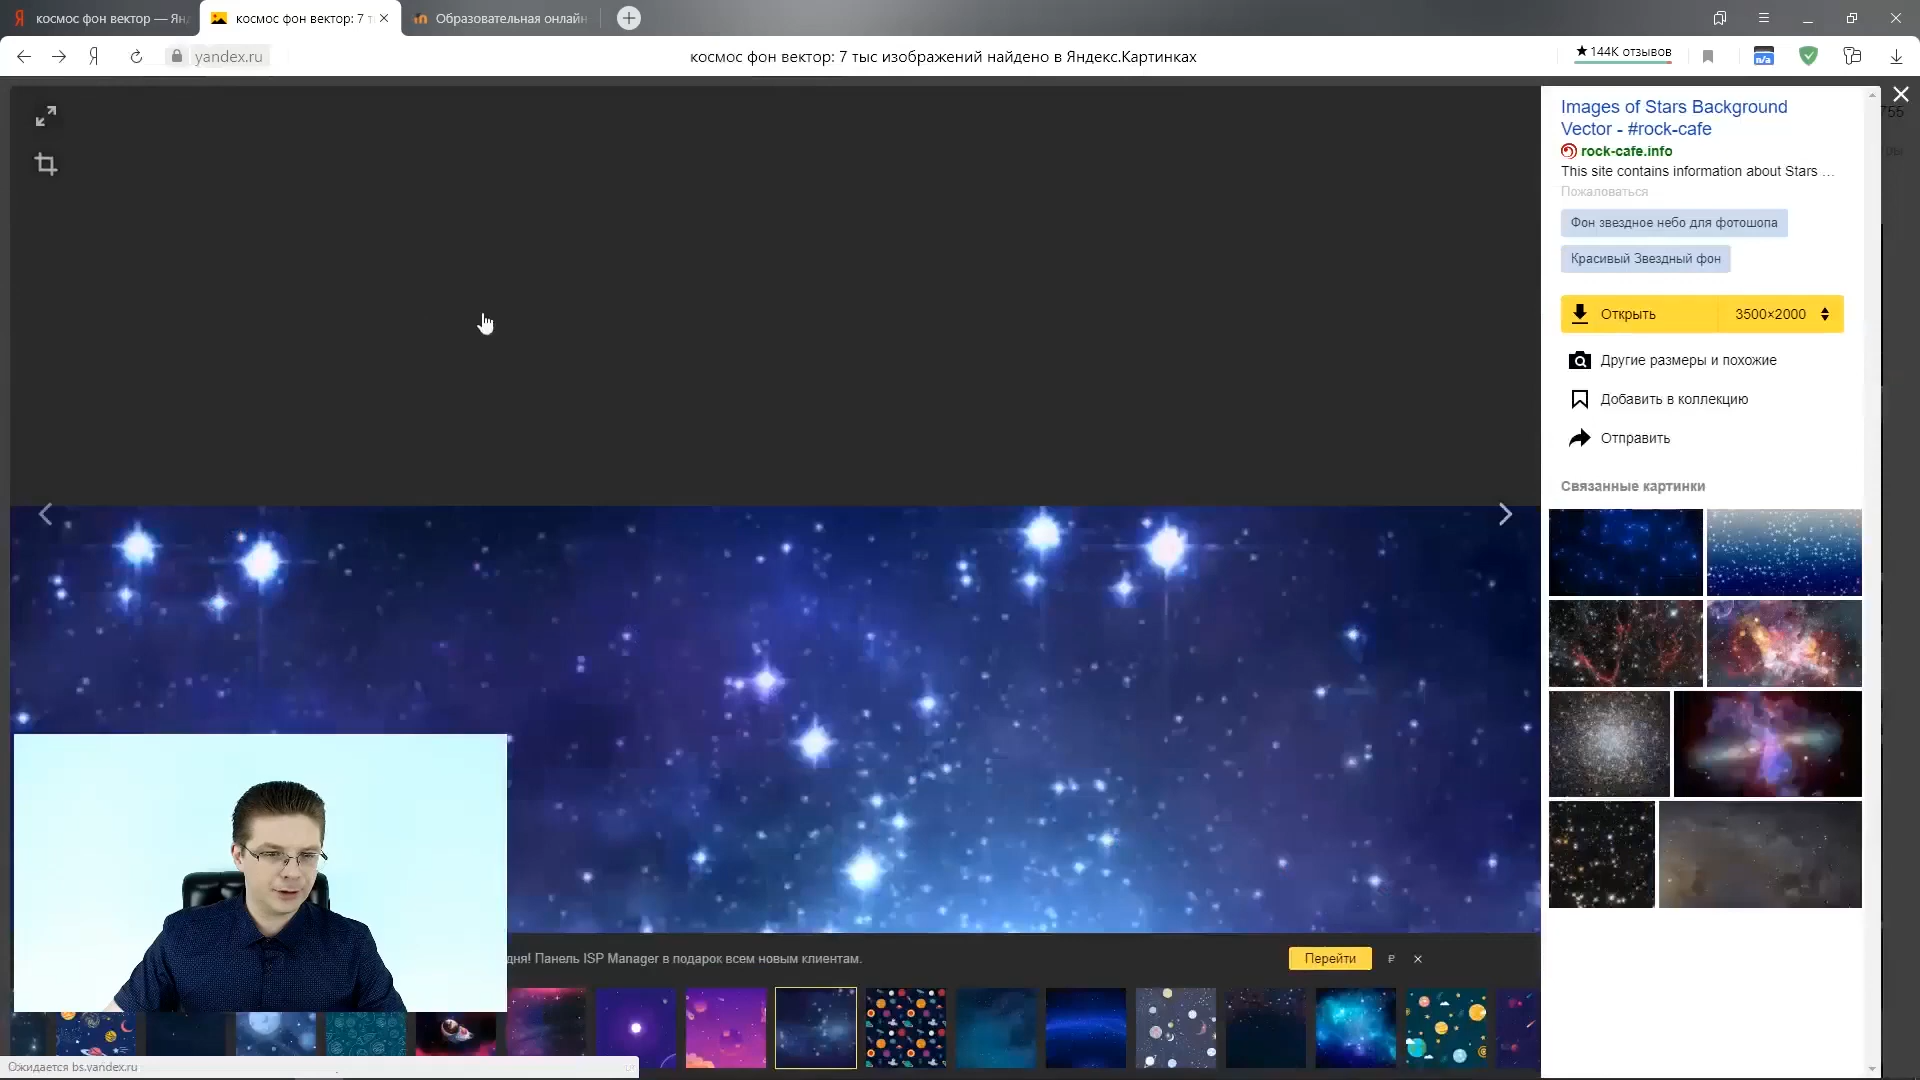 космос фон вектор — Ян
космос фон вектор: 7 т
Образовательная онлайн
yandex.ru
космос фон вектор: 7 тыс изображений найдено в Яндекс.Картинках
★144K отзывов
n/a
Images of Stars Background
Vector - #rock-cafe
rock-cafe.info
This site contains information about Stars ...
Пожаловаться
Фон звездное небо для фотошопа
Красивый Звездный фон
Открыть 3500×2000
Другие размеры и похожие
Добавить в коллекцию
Отправить
Связанные картинки
дня! Панель ISP Manager в подарок всем новым клиентам.
Перейти
Ожидается bs.yandex.ru